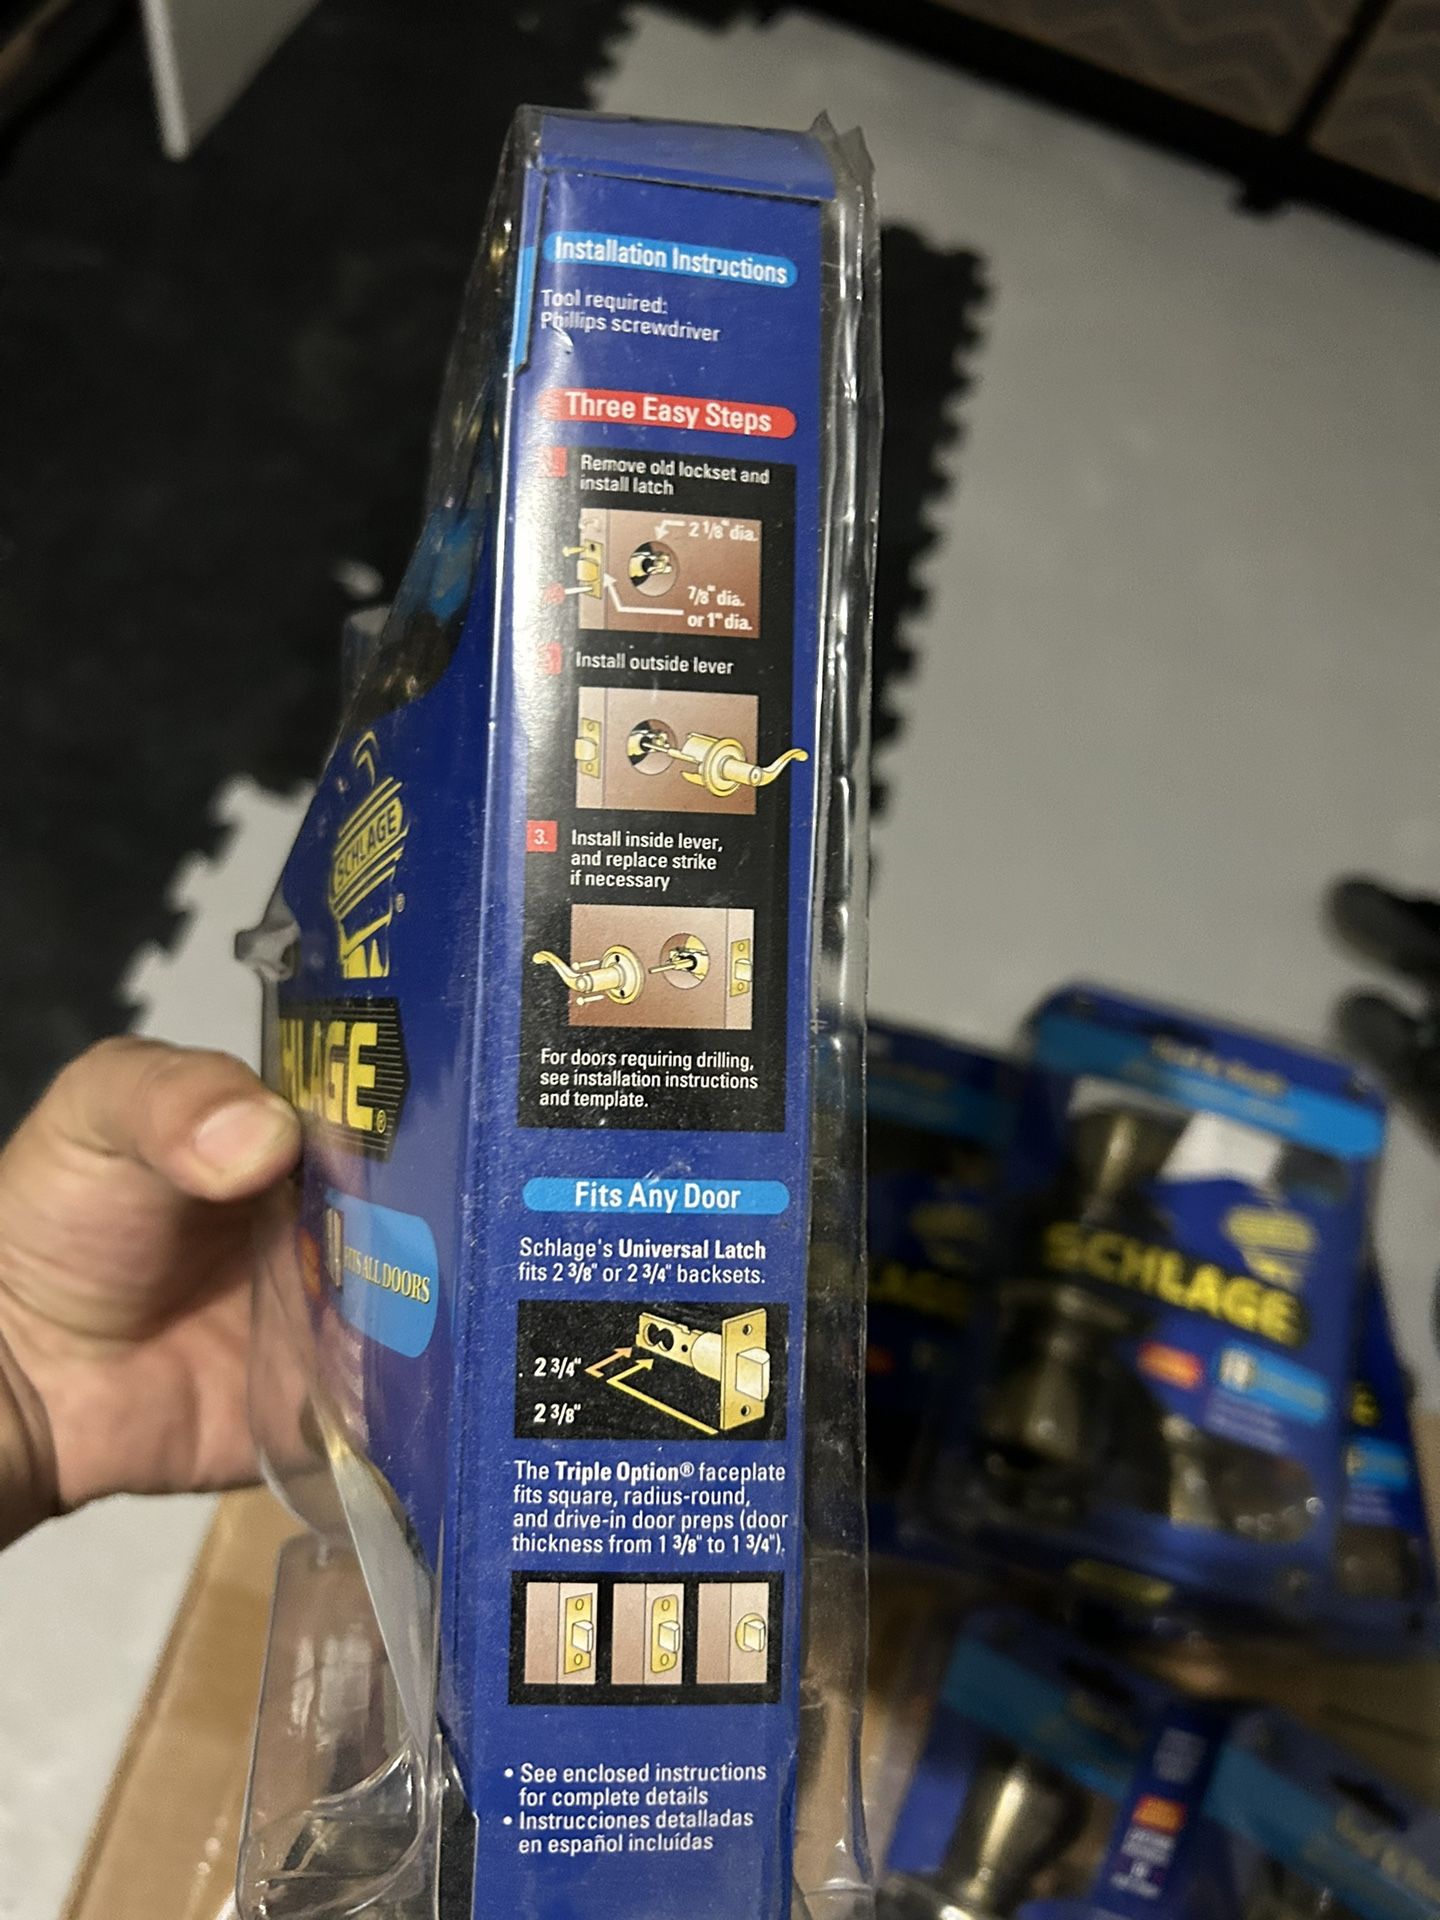 Installation Instructions
Tool required:
Phillips screwdriver
Three Easy Steps
Remove old lockset and
install latch
2 1/8" dia.
7/8" dia.
or 1" dia.
Install outside lever
3. Install inside lever,
and replace strike
if necessary
For doors requiring drilling,
see installation instructions
and template.
Fits Any Door
Schlage's Universal Latch
fits 2 3/8" or 2 3/4" backsets.
2 3/4"
2 3/8"
The Triple Option® faceplate
fits square, radius-round,
and drive-in door preps (door
thickness from 1 3/8" to 1 3/4").
• See enclosed instructions
for complete details
• Instrucciones detalladas
en español incluídas
SCHLAGE
®
HLAGE®
FITS ALL DOORS
SCHLAGE
LAGE